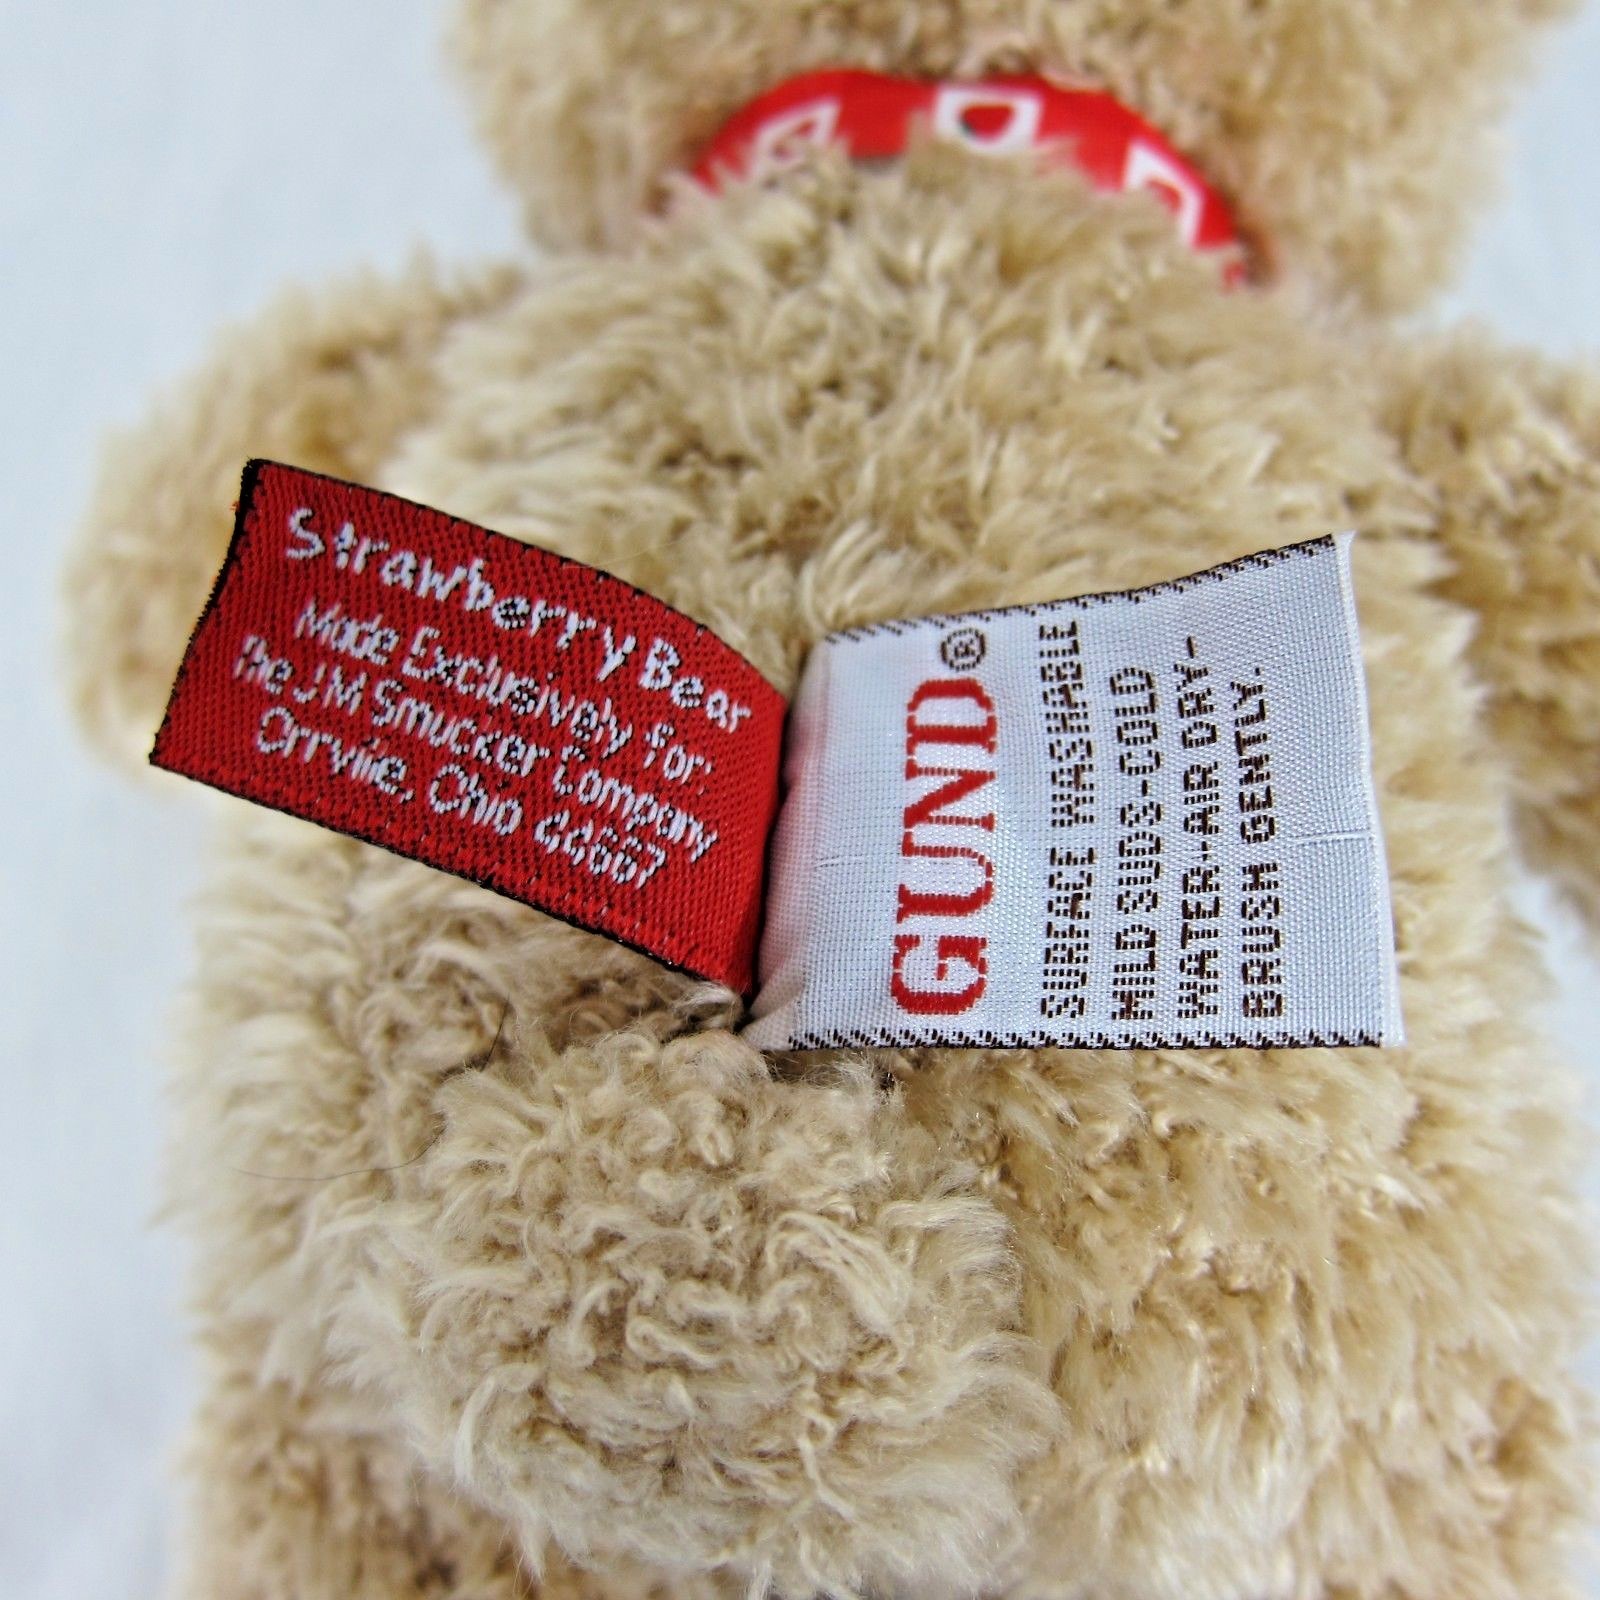 Strawberry Bear
Made Exclusively for:
The JM Smucker Company
Orrville, Ohio 44667
GUND®
SURFACE WASHABLE
MILD SUDS-COLD
WATER-AIR DRY-
BRUSH GENTLY.